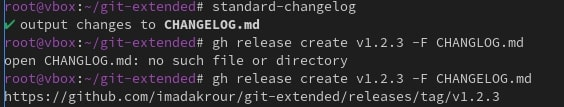 root@vbox:~/git-extended# standard-changelog
✔ output changes to CHANGELOG.md
root@vbox:~/git-extended# gh release create v1.2.3 -F CHANGLOG.md
open CHANGLOG.md: no such file or directory
root@vbox:~/git-extended# gh release create v1.2.3 -F CHANGELOG.md
https://github.com/imadakrour/git-extended/releases/tag/v1.2.3